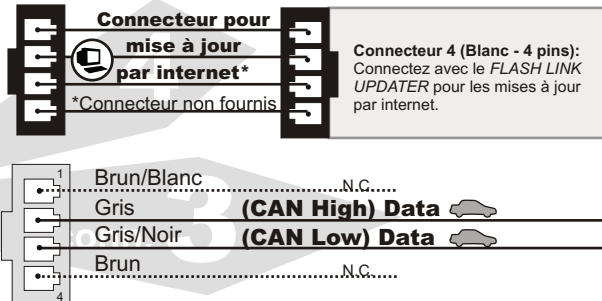 Connecteur pour
mise à jour
par internet*
*Connecteur non fournis
Connecteur 4 (Blanc - 4 pins):
Connectez avec le FLASH LINK
UPDATER pour les mises à jour
par internet.
1
Brun/Blanc N.C.
Gris (CAN High) Data
Gris/Noir (CAN Low) Data
Brun N.C.
4